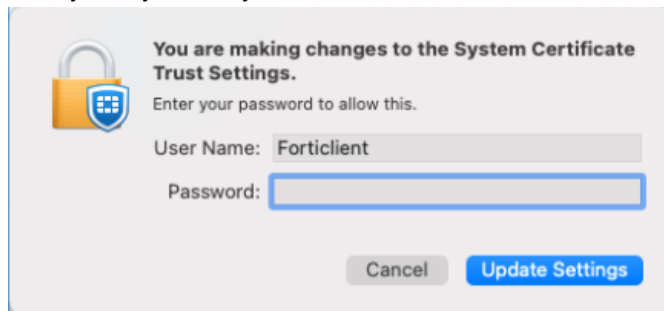 You are making changes to the System Certificate
Trust Settings.
Enter your password to allow this.
User Name: Forticlient
Password:
Cancel Update Settings